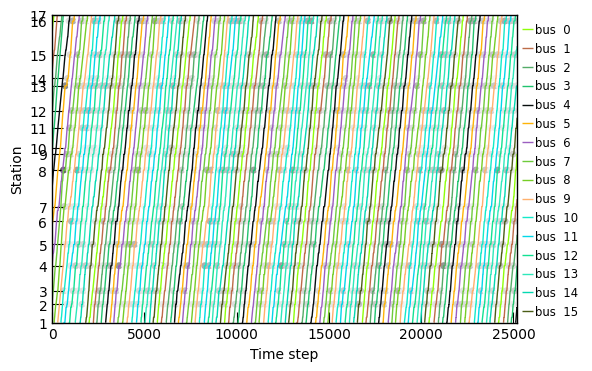 17
16
15
14
13
12
11
10
9
8
7
6
5
4
3
2
1
Station
0 5000 10000 15000 20000 25000
Time step
bus 0
bus 1
bus 2
bus 3
bus 4
bus 5
bus 6
bus 7
bus 8
bus 9
bus 10
bus 11
bus 12
bus 13
bus 14
bus 15